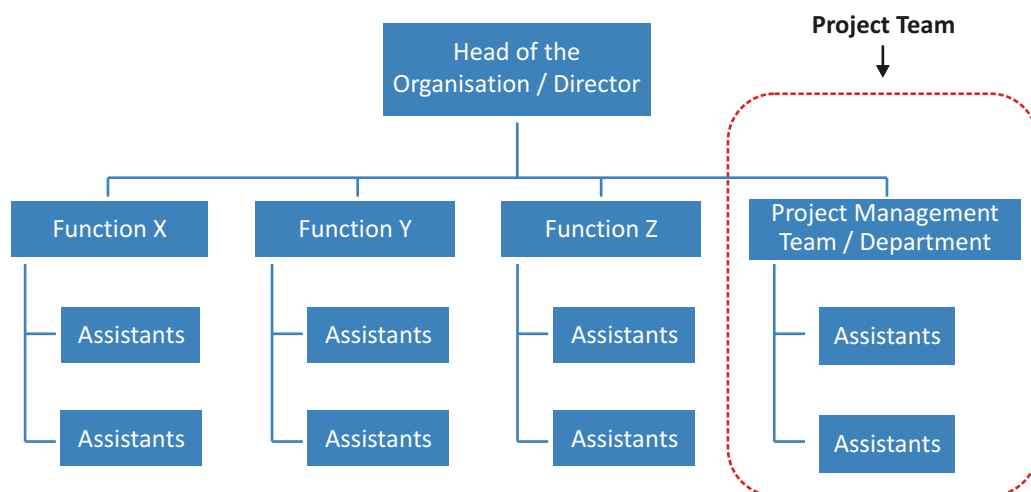 Project Team
Head of the
Organisation / Director
Function X
Function Y
Function Z
Project Management
Team / Department
Assistants
Assistants
Assistants
Assistants
Assistants
Assistants
Assistants
Assistants